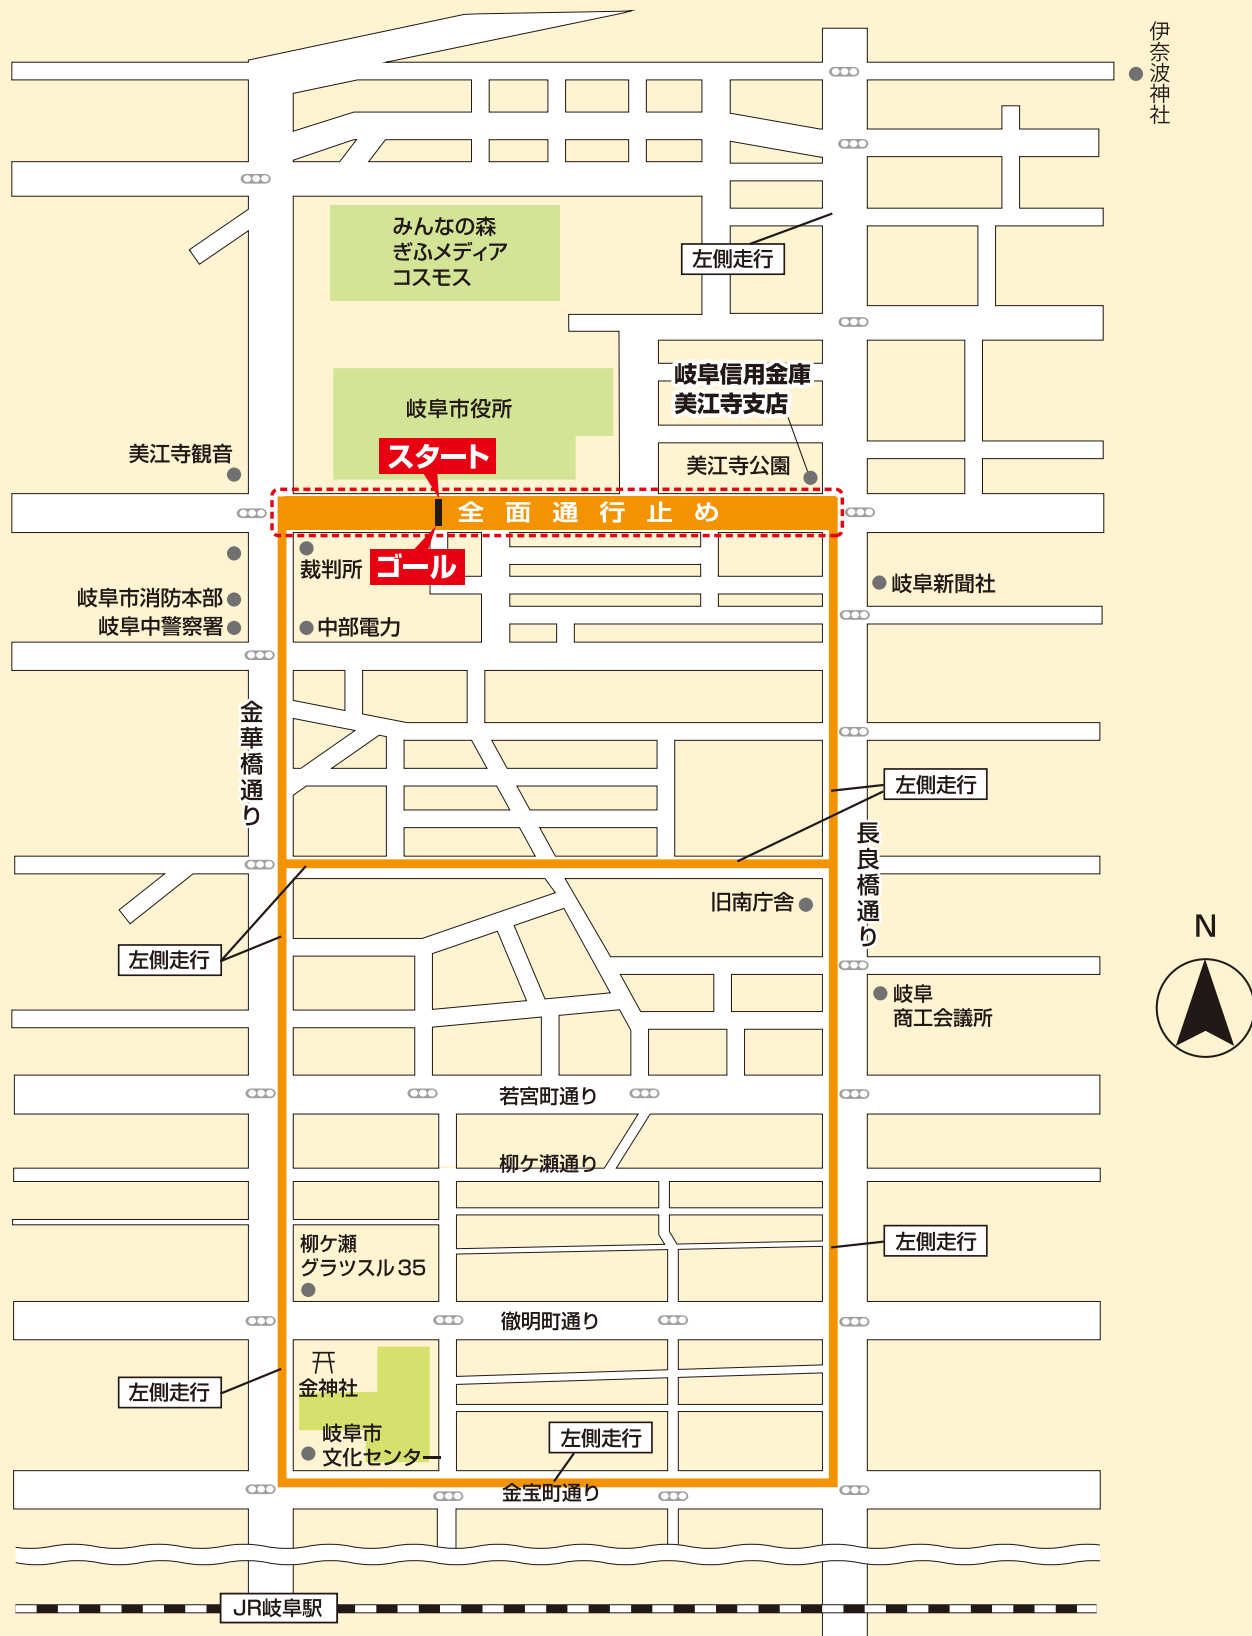 伊奈波神社
みんなの森
ぎふメディア
コスモス
左側走行
岐阜信用金庫
美江寺支店
岐阜市役所
美江寺観音
スタート
美江寺公園
全面通行止め
裁判所
ゴール
岐阜市消防本部
岐阜中警察署
中部電力
岐阜新聞社
金華橋通り
左側走行
長良橋通り
旧南庁舎
N
左側走行
岐阜
商工会議所
若宮町通り
柳ケ瀬通り
柳ケ瀬
グラツスル35
左側走行
徹明町通り
左側走行
金神社
岐阜市
文化センター
左側走行
金宝町通り
JR岐阜駅